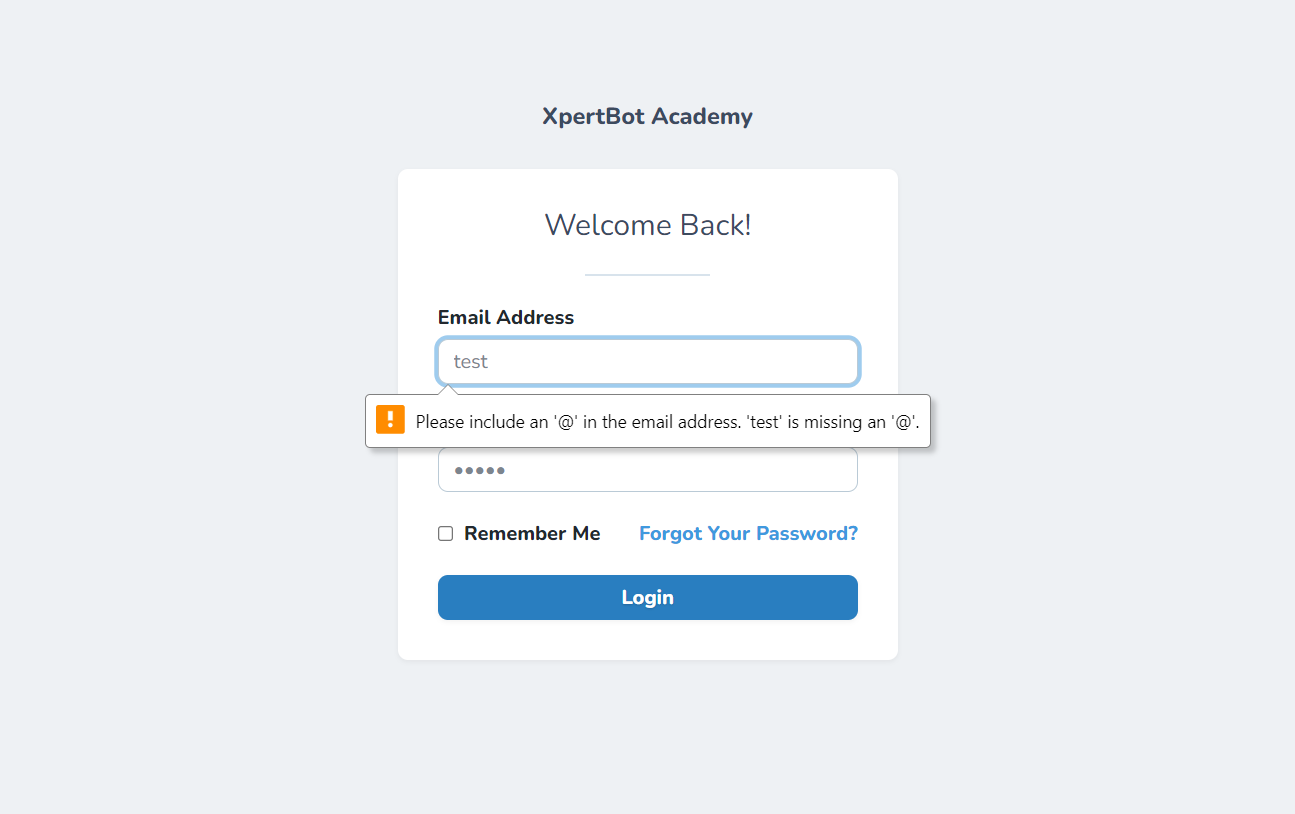 XpertBot Academy
Welcome Back!
Email Address
test
Please include an '@' in the email address. 'test' is missing an '@'.
•••••
Remember Me
Forgot Your Password?
Login